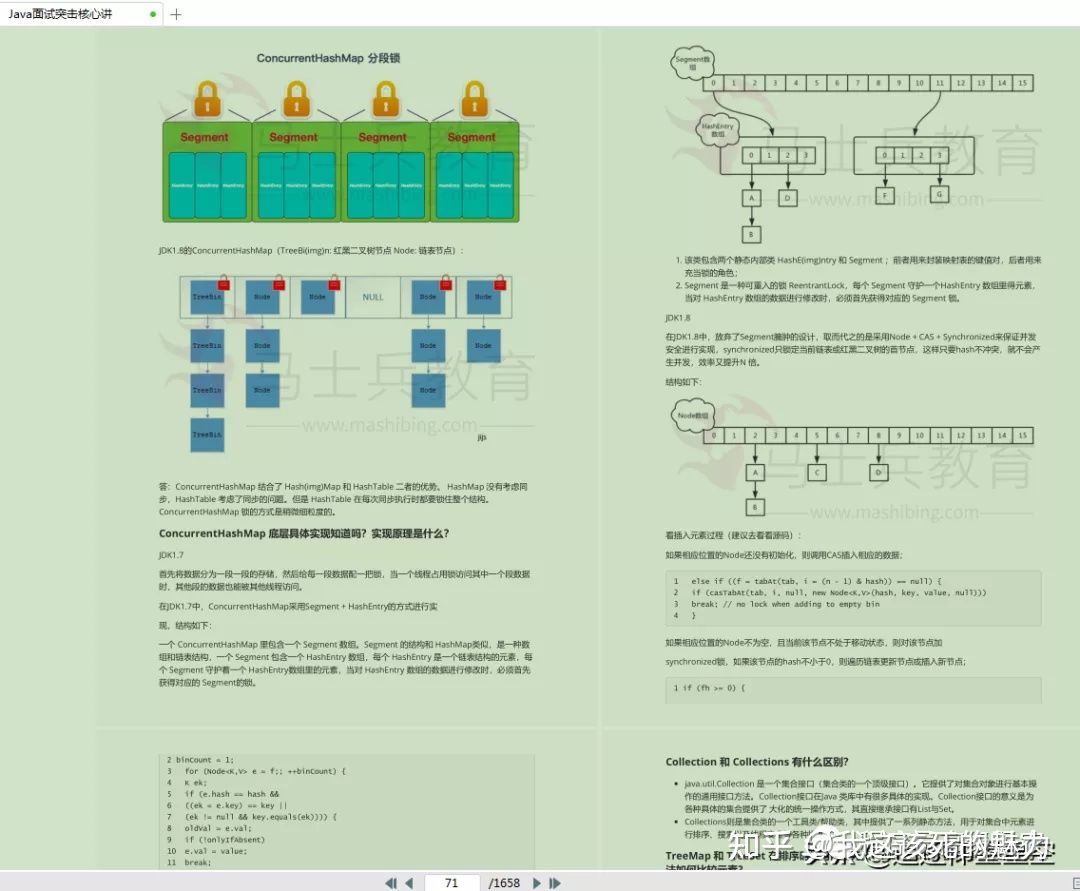 Java面试突击核心讲
ConcurrentHashMap 分段锁
Segment Segment Segment Segment
HashEntry HashEntry HashEntry HashEntry HashEntry HashEntry HashEntry HashEntry HashEntry HashEntry HashEntry HashEntry
马士兵教育
www.mashibing.com
JDK1.8的ConcurrentHashMap（TreeBi(img)n: 红黑二叉树节点 Node: 链表节点）:
TreeBin Node Node NULL Node Node
TreeBin Node Node Node
TreeBin Node Node
TreeBin
马士兵教育
www.mashibing.com
答：ConcurrentHashMap 结合了 Hash(img)Map 和 HashTable 二者的优势。 HashMap 没有考虑同
步，HashTable 考虑了同步的问题。但是 HashTable 在每次同步执行时都要锁住整个结构。
ConcurrentHashMap 锁的方式是稍微细粒度的。
ConcurrentHashMap 底层具体实现知道吗？实现原理是什么？
JDK1.7
首先将数据分为一段一段的存储，然后给每一段数据配一把锁，当一个线程占用锁访问其中一个段数据
时，其他段的数据也能被其他线程访问。
在JDK1.7中，ConcurrentHashMap采用Segment + HashEntry的方式进行实
现，结构如下：
一个 ConcurrentHashMap 里包含一个 Segment 数组。Segment 的结构和 HashMap类似，是一种数
组和链表结构，一个 Segment 包含一个 HashEntry 数组，每个 HashEntry 是一个链表结构的元素，每
个 Segment 守护着一个 HashEntry数组里的元素，当对 HashEntry 数组的数据进行修改时，必须首先
获得对应的 Segment的锁。
Segment数
组
0 1 2 3 4 5 6 7 8 9 10 11 12 13 14 15
HashEntry
数组
0 1 2 3
0 1 2 3
A D F G
B
马士兵教育
www.mashibing.com
1. 该类包含两个静态内部类 HashE(img)ntry 和 Segment ；前者用来封装映射表的键值对，后者用来
充当锁的角色；
2. Segment 是一种可重入的锁 ReentrantLock，每个 Segment 守护一个HashEntry 数组里得元素，
当对 HashEntry 数组的数据进行修改时，必须首先获得对应的 Segment 锁。
JDK1.8
在JDK1.8中，放弃了Segment臃肿的设计，取而代之的是采用Node + CAS + Synchronized来保证并发
安全进行实现，synchronized只锁定当前链表或红黑二叉树的首节点，这样只要hash不冲突，就不会产
生并发，效率又提升N 倍。
结构如下：
Node数组
0 1 2 3 4 5 6 7 8 9 10 11 12 13 14 15
A C D
B
马士兵教育
www.mashibing.com
看插入元素过程（建议去看看源码）:
如果相应位置的Node还没有初始化，则调用CAS插入相应的数据；
1 else if ((f = tabAt(tab, i = (n - 1) & hash)) == null) {
2 if (casTabAt(tab, i, null, new Node<K,V>(hash, key, value, null)))
3 break; // no lock when adding to empty bin
4 }
如果相应位置的Node不为空，且当前该节点不处于移动状态，则对该节点加
synchronized锁，如果该节点的hash不小于0，则遍历链表更新节点或插入新节点；
1 if (fh >= 0) {
2 binCount = 1;
3 for (Node<K,V> e = f;; ++binCount) {
4 K ek;
5 if (e.hash == hash &&
6 ((ek = e.key) == key ||
7 (ek != null && key.equals(ek)))) {
8 oldVal = e.val;
9 if (!onlyIfAbsent)
10 e.val = value;
11 break;
Collection 和 Collections 有什么区别？
java.util.Collection 是一个集合接口（集合类的一个顶级接口）。它提供了对集合对象进行基本操
作的通用接口方法。Collection接口在Java 类库中有很多具体的实现。Collection接口的意义是为
各种具体的集合提供了 大化的统一操作方式，其直接继承接口有List与Set。
Collections则是集合类的一个工具类/帮助类，其中提供了一系列静态方法，用于对集合中元素进
行排序、
TreeMap 和 TreeSet 在排序
知乎 @我这该死的魅力
71 /1658